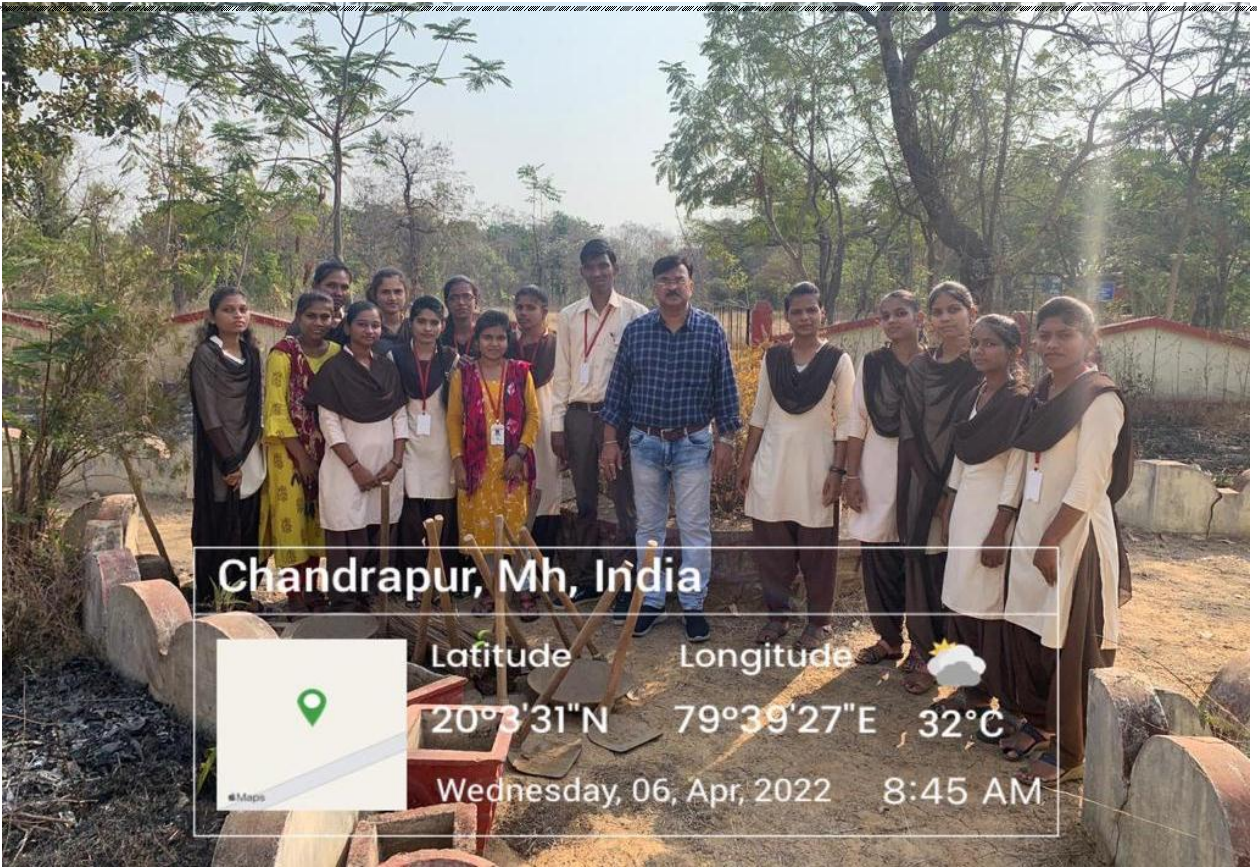 Chandrapur, Mh, India
Latitude Longitude
20°3'31"N 79°39'27"E 32°C
Maps
Wednesday, 06, Apr, 2022 8:45 AM